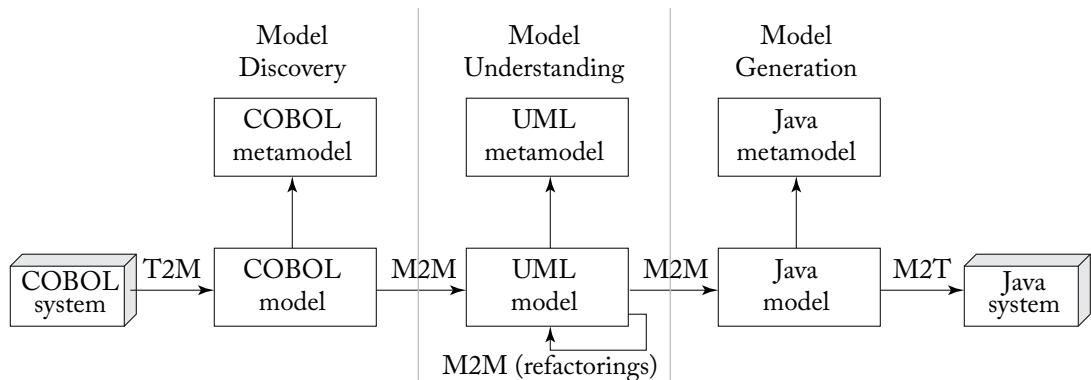 Model
Discovery
Model
Understanding
Model
Generation
COBOL
metamodel
UML
metamodel
Java
metamodel
COBOL
system
T2M
COBOL
model
M2M
UML
model
M2M
Java
model
M2T
Java
system
M2M (refactorings)